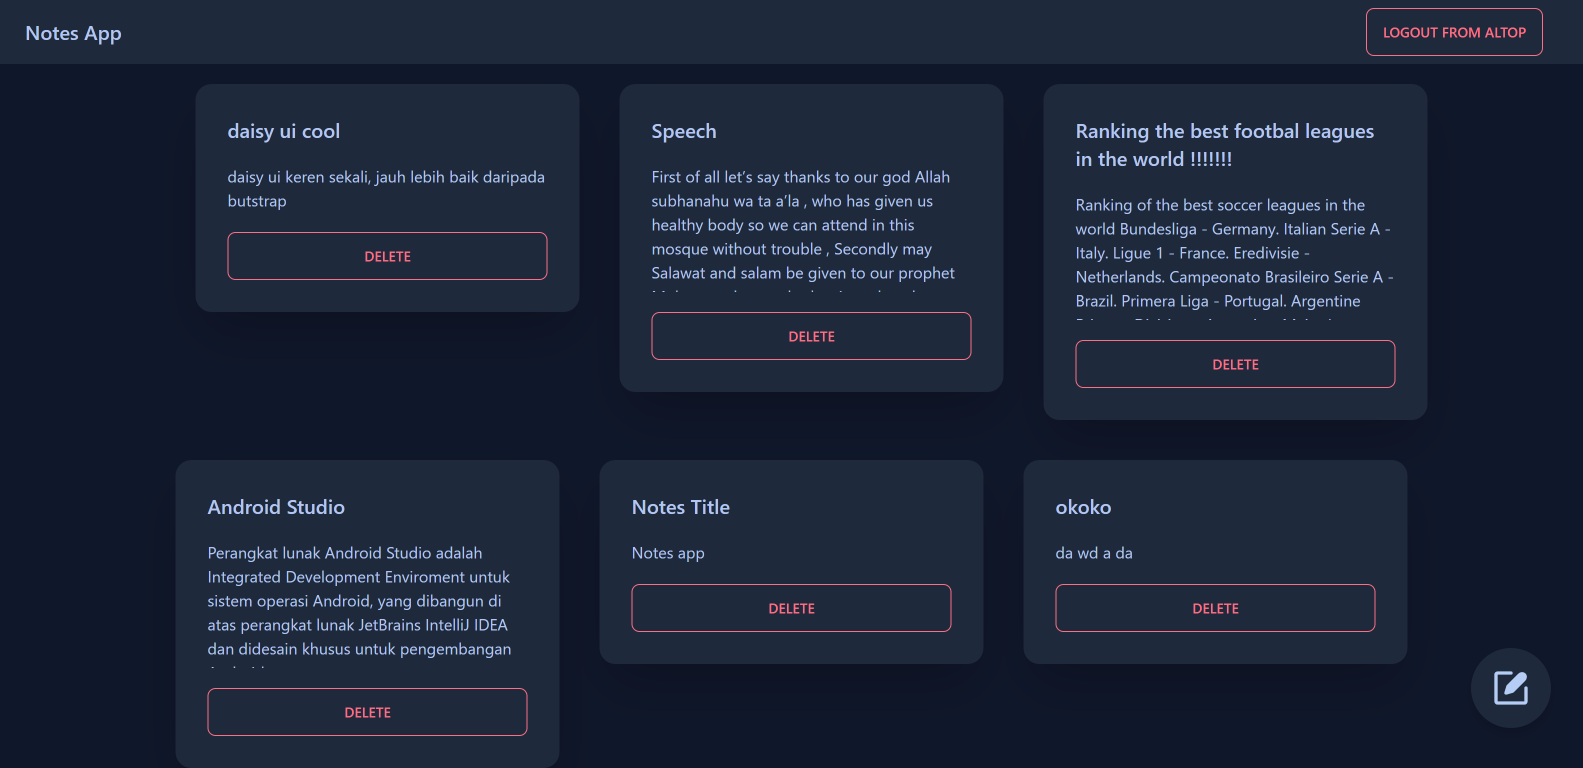 Notes App
LOGOUT FROM ALTOP
daisy ui cool
daisy ui keren sekali, jauh lebih baik daripada
butstrap
DELETE
Speech
First of all let’s say thanks to our god Allah
subhanahu wa ta a’la , who has given us
healthy body so we can attend in this
mosque without trouble , Secondly may
Salawat and salam be given to our prophet
DELETE
Ranking the best footbal leagues
in the world !!!!!!!
Ranking of the best soccer leagues in the
world Bundesliga - Germany. Italian Serie A -
Italy. Ligue 1 - France. Eredivisie -
Netherlands. Campeonato Brasileiro Serie A -
Brazil. Primera Liga - Portugal. Argentine
DELETE
Android Studio
Perangkat lunak Android Studio adalah
Integrated Development Enviroment untuk
sistem operasi Android, yang dibangun di
atas perangkat lunak JetBrains IntelliJ IDEA
dan didesain khusus untuk pengembangan
DELETE
Notes Title
Notes app
DELETE
okoko
da wd a da
DELETE